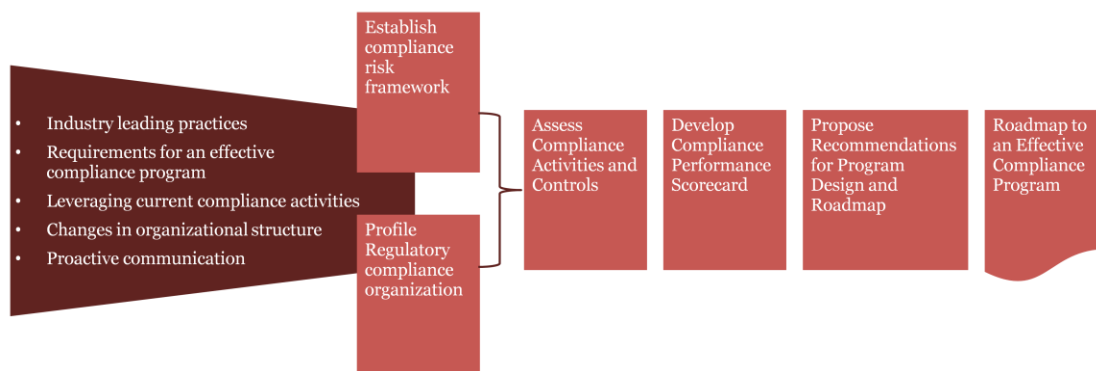 • Industry leading practices
• Requirements for an effective
compliance program
• Leveraging current compliance activities
• Changes in organizational structure
• Proactive communication
Establish
compliance
risk
framework
Profile
Regulatory
compliance
organization
Assess
Compliance
Activities and
Controls
Develop
Compliance
Performance
Scorecard
Propose
Recommendations
for Program
Design and
Roadmap
Roadmap to
an Effective
Compliance
Program